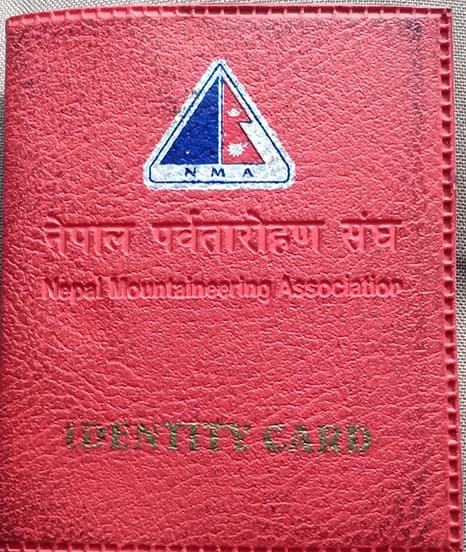 NMA
नेपाल पर्वतारोहण संघ
Nepal Mountaineering Association
IDENTITY CARD